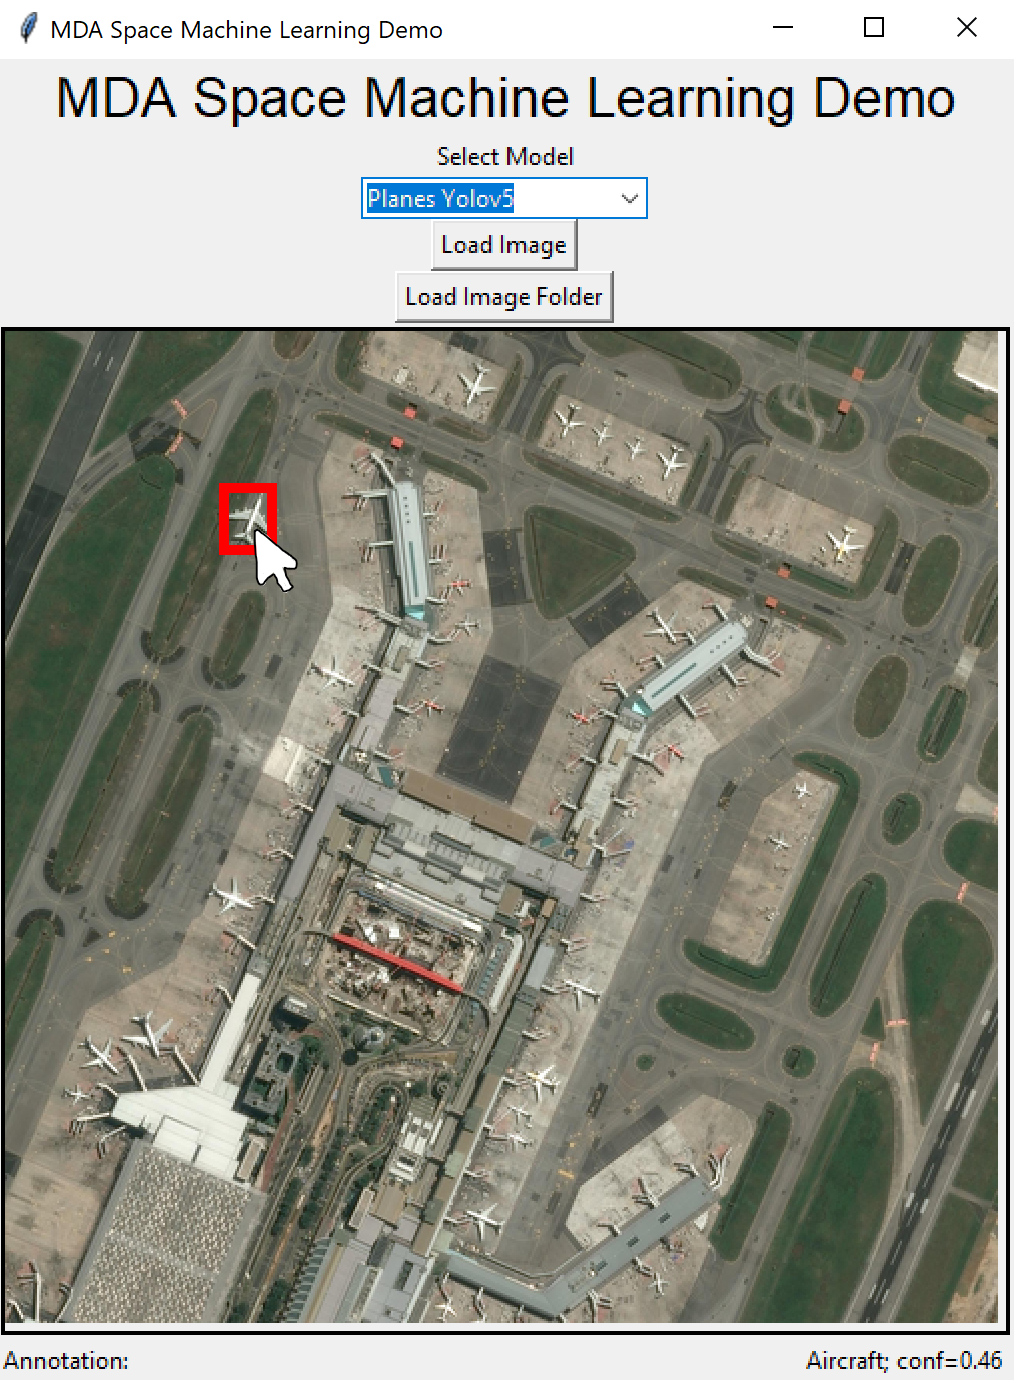 MDA Space Machine Learning Demo
MDA Space Machine Learning Demo
Select Model
Planes Yolov5
Load Image
Load Image Folder
Annotation:
Aircraft; conf=0.46